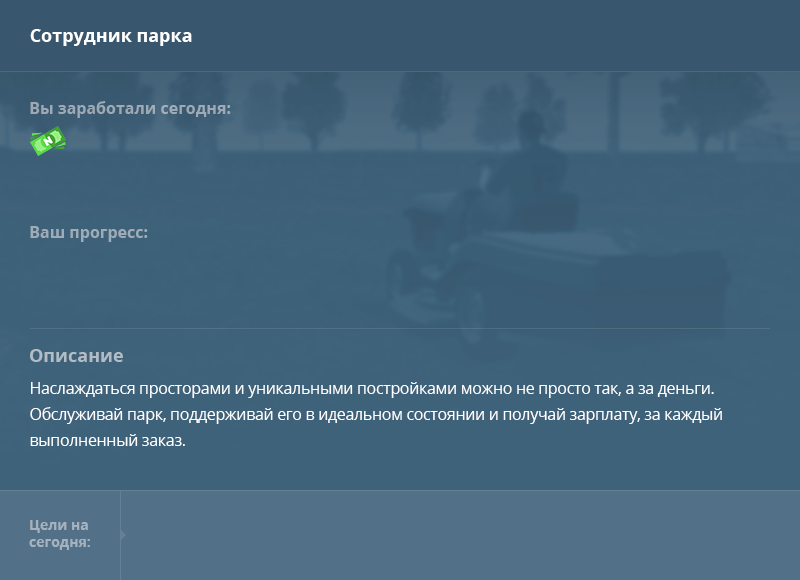 Сотрудник парка
Вы заработали сегодня:
N
Ваш прогресс:
Описание
Наслаждаться просторами и уникальными постройками можно не просто так, а за деньги.
Обслуживай парк, поддерживай его в идеальном состоянии и получай зарплату, за каждый
выполненный заказ.
Цели на
сегодня: